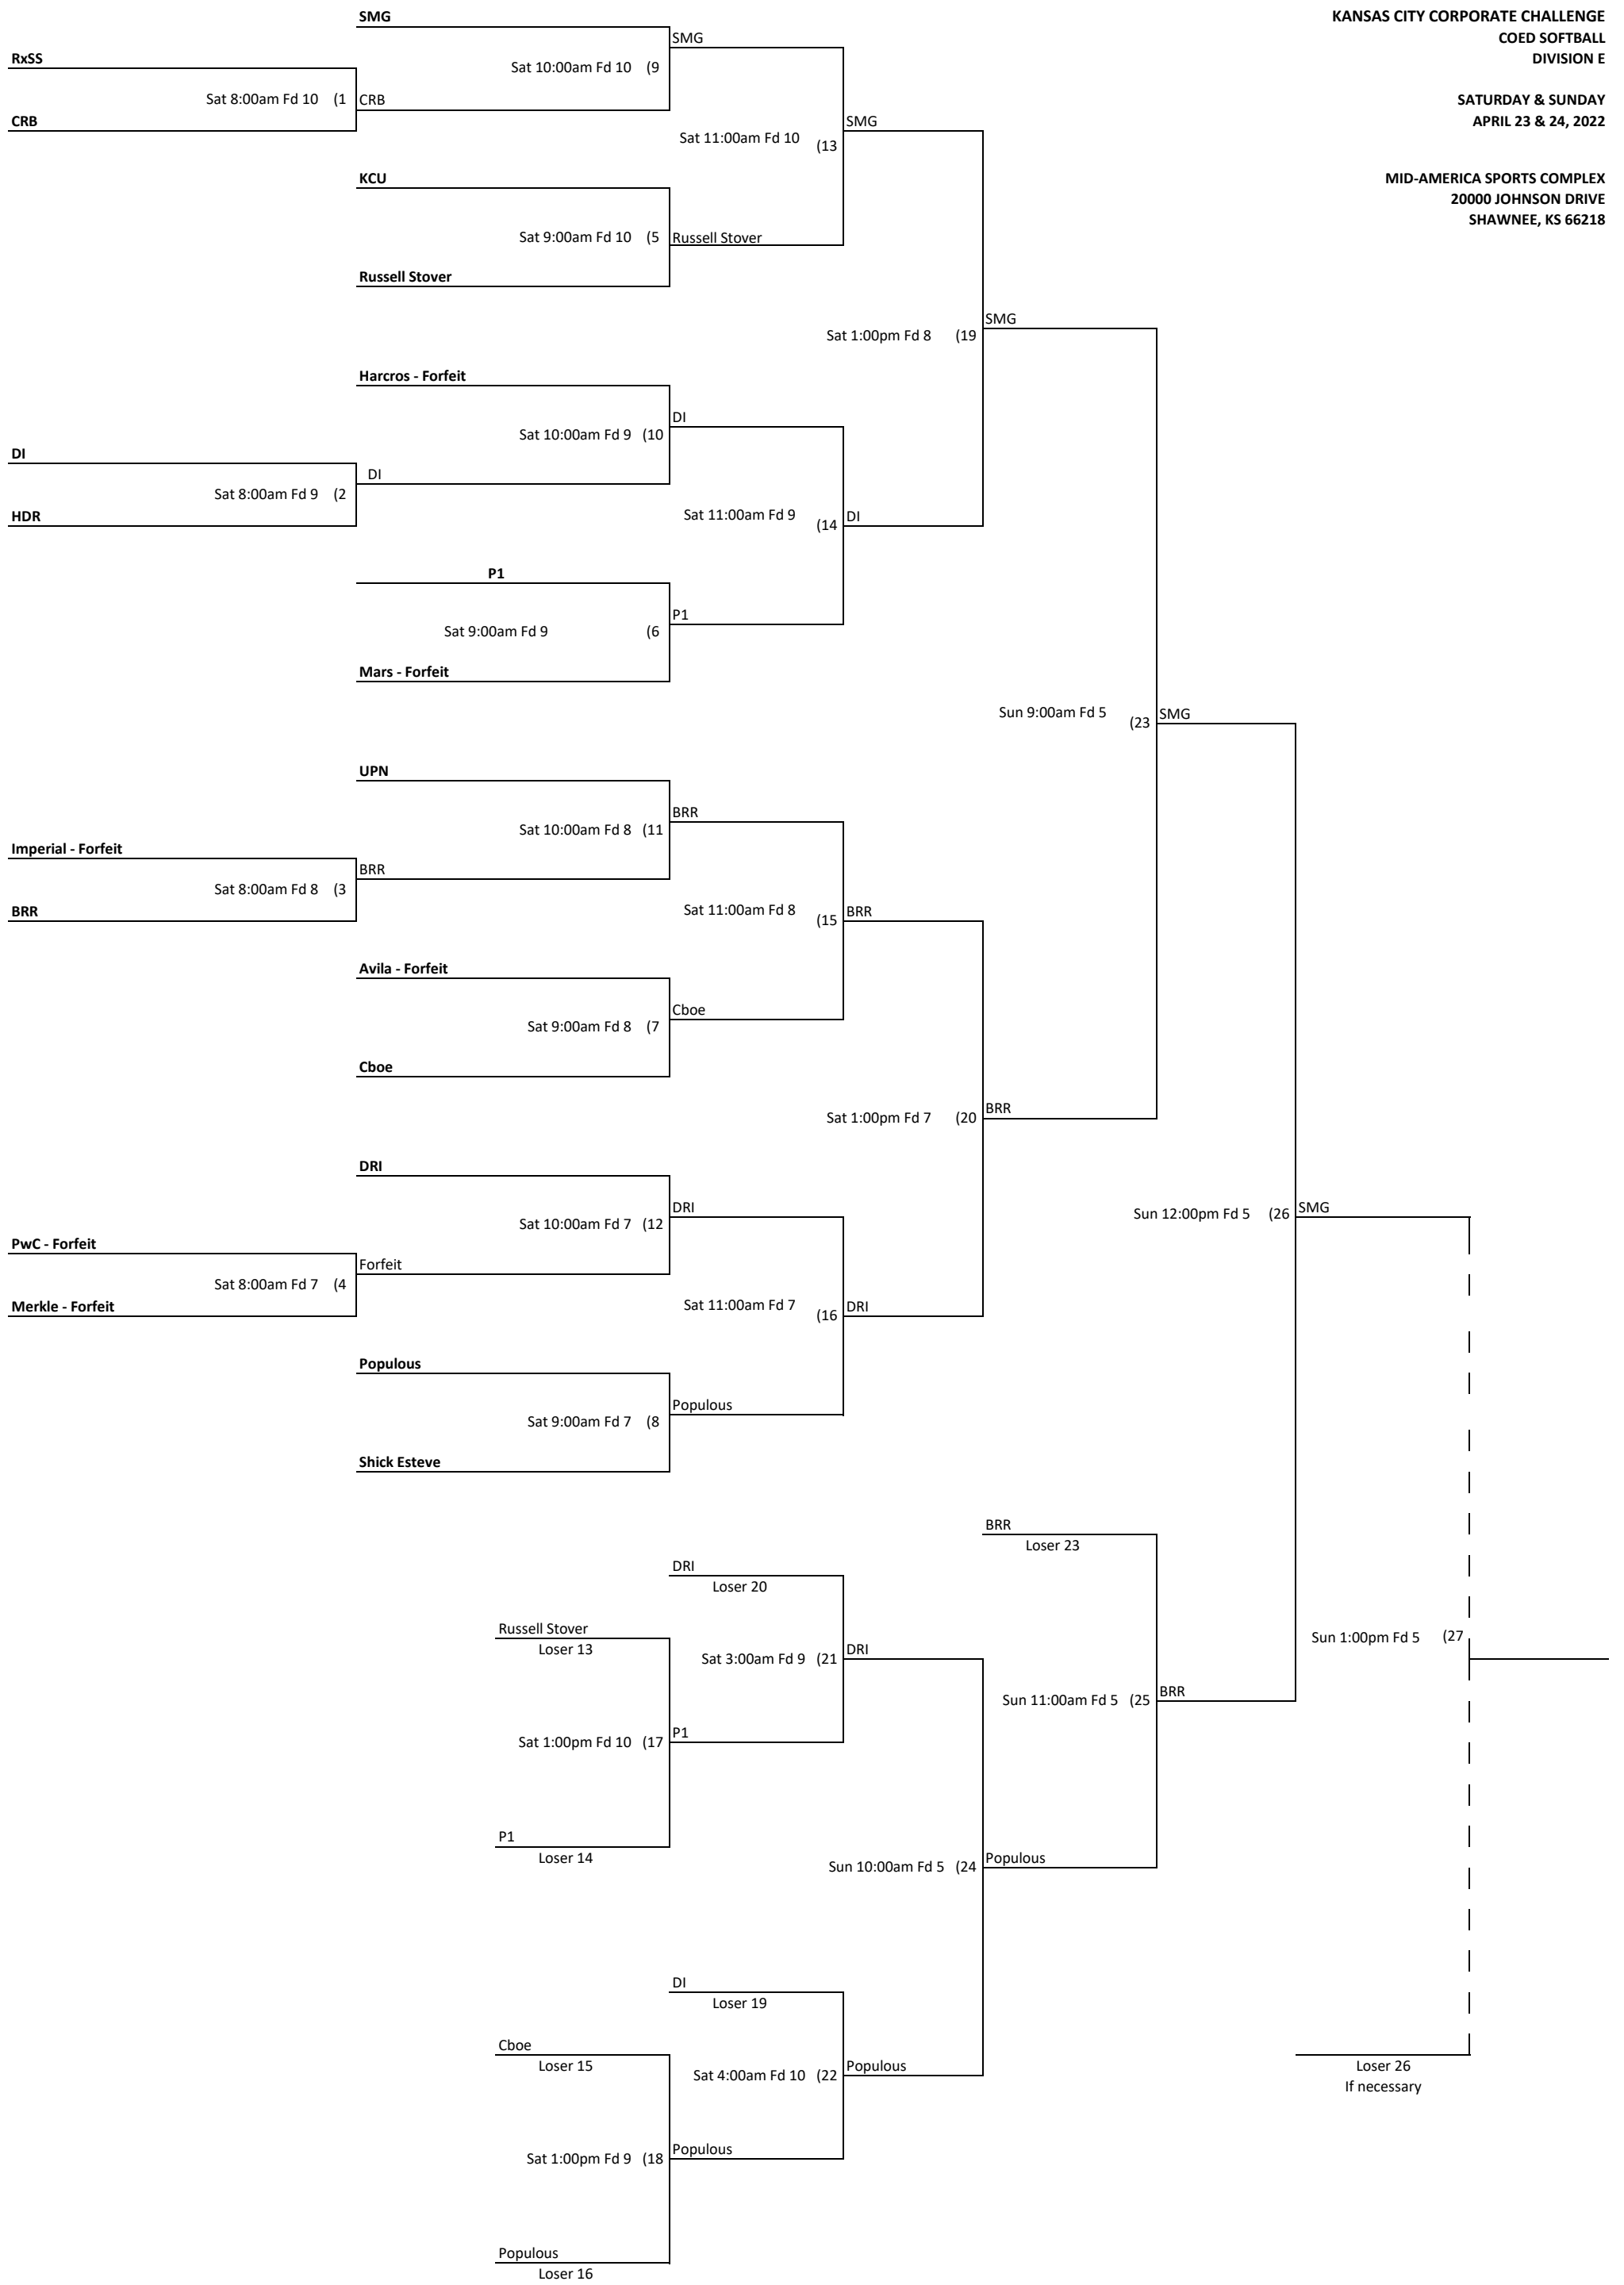 KANSAS CITY CORPORATE CHALLENGE
COED SOFTBALL
DIVISION E
SATURDAY & SUNDAY
APRIL 23 & 24, 2022
MID-AMERICA SPORTS COMPLEX
20000 JOHNSON DRIVE
SHAWNEE, KS 66218
SMG
SMG
RxSS
Sat 10:00am Fd 10 (9
Sat 8:00am Fd 10 (1
CRB
CRB
SMG
Sat 11:00am Fd 10 (13
KCU
Sat 9:00am Fd 10 (5
Russell Stover
Russell Stover
SMG
Sat 1:00pm Fd 8 (19
Harcros - Forfeit
DI
Sat 10:00am Fd 9 (10
DI
DI
Sat 8:00am Fd 9 (2
HDR
Sat 11:00am Fd 9 (14
DI
P1
P1
Sat 9:00am Fd 9 (6
Mars - Forfeit
Sun 9:00am Fd 5 (23
SMG
UPN
BRR
Sat 10:00am Fd 8 (11
Imperial - Forfeit
BRR
Sat 8:00am Fd 8 (3
BRR
Sat 11:00am Fd 8 (15
BRR
Avila - Forfeit
Cboe
Sat 9:00am Fd 8 (7
Cboe
BRR
Sat 1:00pm Fd 7 (20
DRI
DRI
SMG
Sun 12:00pm Fd 5 (26
Sat 10:00am Fd 7 (12
PwC - Forfeit
Forfeit
Sat 8:00am Fd 7 (4
Merkle - Forfeit
Sat 11:00am Fd 7 (16
DRI
Populous
Populous
Sat 9:00am Fd 7 (8
Shick Esteve
BRR
Loser 23
DRI
Loser 20
Russell Stover
Loser 13
Sun 1:00pm Fd 5 (27
Sat 3:00am Fd 9 (21
DRI
Sun 11:00am Fd 5 (25
BRR
Sat 1:00pm Fd 10 (17
P1
P1
Loser 14
Sun 10:00am Fd 5 (24
Populous
DI
Loser 19
Cboe
Loser 15
Sat 4:00am Fd 10 (22
Populous
Loser 26
If necessary
Sat 1:00pm Fd 9 (18
Populous
Populous
Loser 16